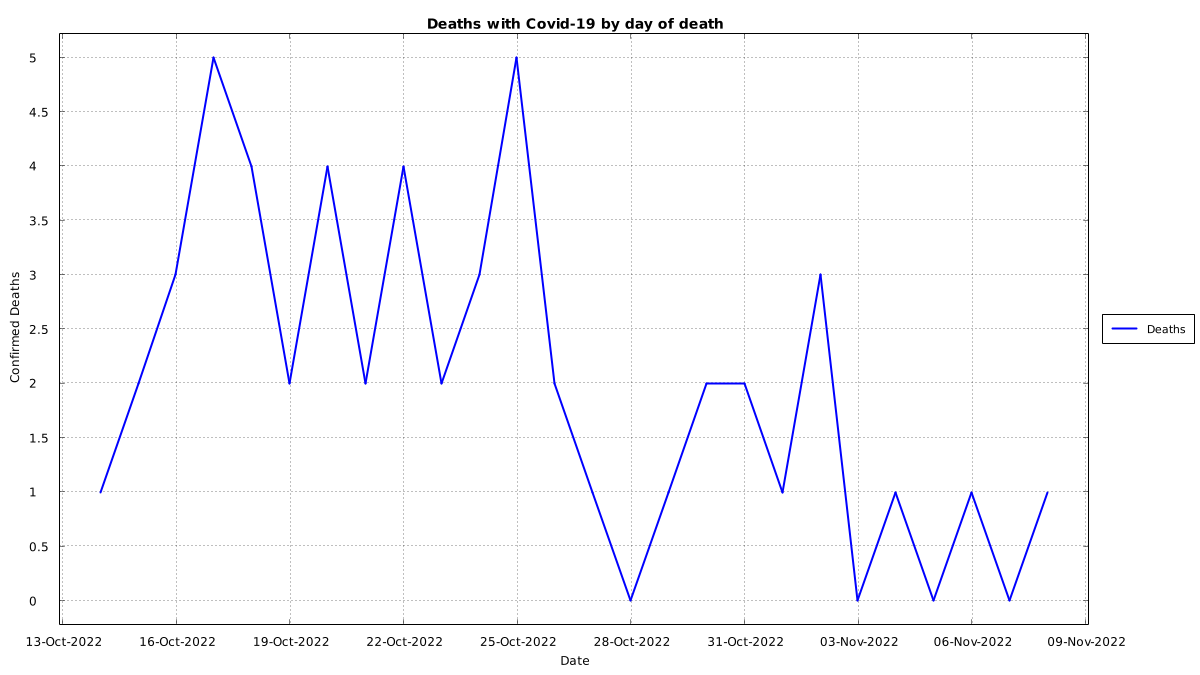 Deaths with Covid-19 by day of death
Confirmed Deaths
5
4.5
4
3.5
3
2.5
2
1.5
1
0.5
0
13-Oct-2022 16-Oct-2022 19-Oct-2022 22-Oct-2022 25-Oct-2022 28-Oct-2022 31-Oct-2022 03-Nov-2022 06-Nov-2022 09-Nov-2022
Date
Deaths